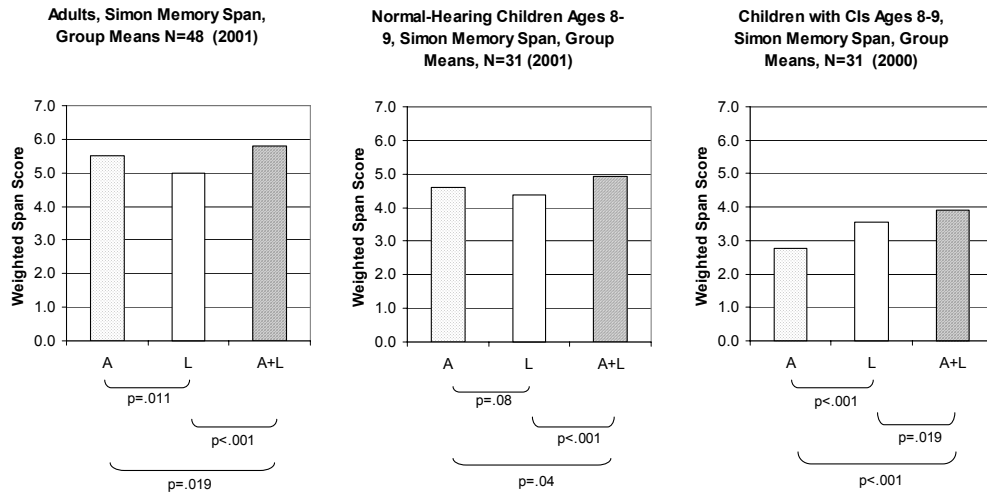 Adults, Simon Memory Span,
Group Means N=48 (2001)
Weighted Span Score
7.0
6.0
5.0
4.0
3.0
2.0
1.0
0.0
A L A+L
p=.011
p<.001
p=.019
Normal-Hearing Children Ages 8-
9, Simon Memory Span, Group
Means, N=31 (2001)
Weighted Span Score
7.0
6.0
5.0
4.0
3.0
2.0
1.0
0.0
A L A+L
p=.08
p<.001
p=.04
Children with CIs Ages 8-9,
Simon Memory Span, Group
Means, N=31 (2000)
Weighted Span Score
7.0
6.0
5.0
4.0
3.0
2.0
1.0
0.0
A L A+L
p<.001
p=.019
p<.001